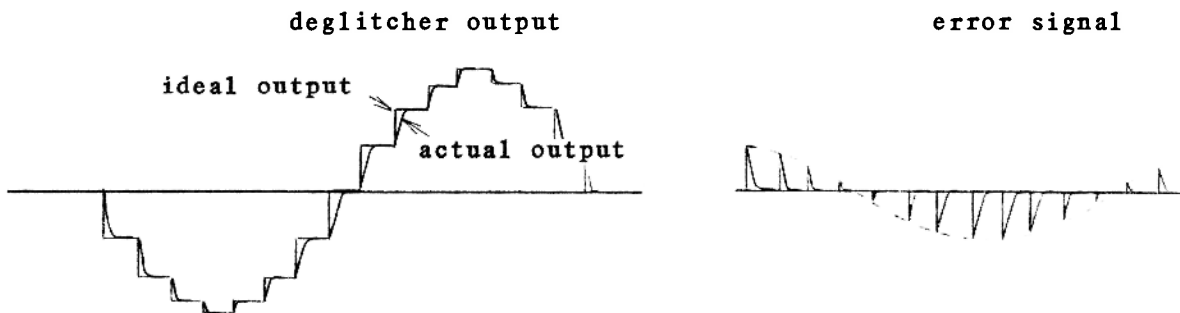 deglitcher output
error signal
ideal output
actual output